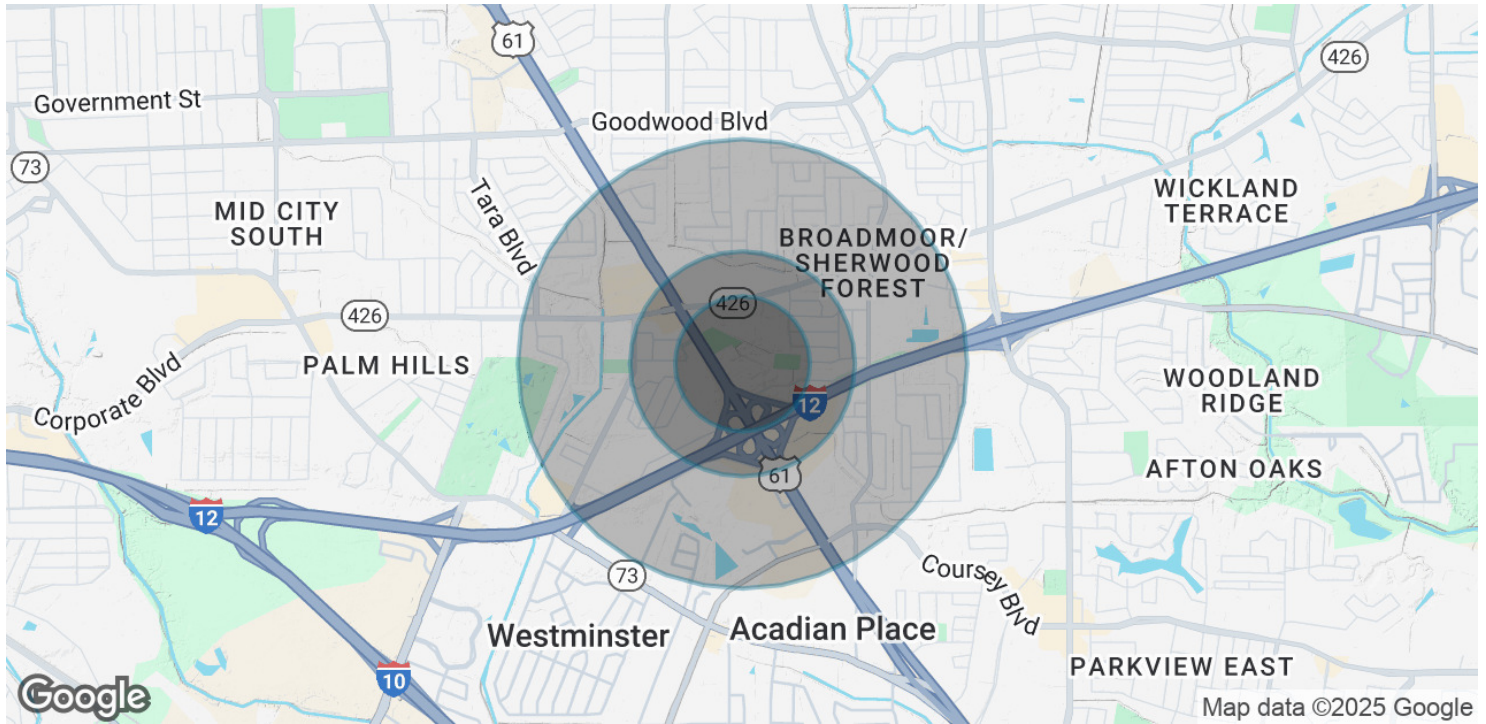 61
426
Government St
Goodwood Blvd
73
Tara Blvd
MID CITY
SOUTH
WICKLAND
TERRACE
BROADMOOR/
SHERWOOD
FOREST
426
426
PALM HILLS
Corporate Blvd
WOODLAND
RIDGE
12
61
AFTON OAKS
12
73
Coursey Blvd
Westminster
Acadian Place
10
PARKVIEW EAST
Google
Map data ©2025 Google